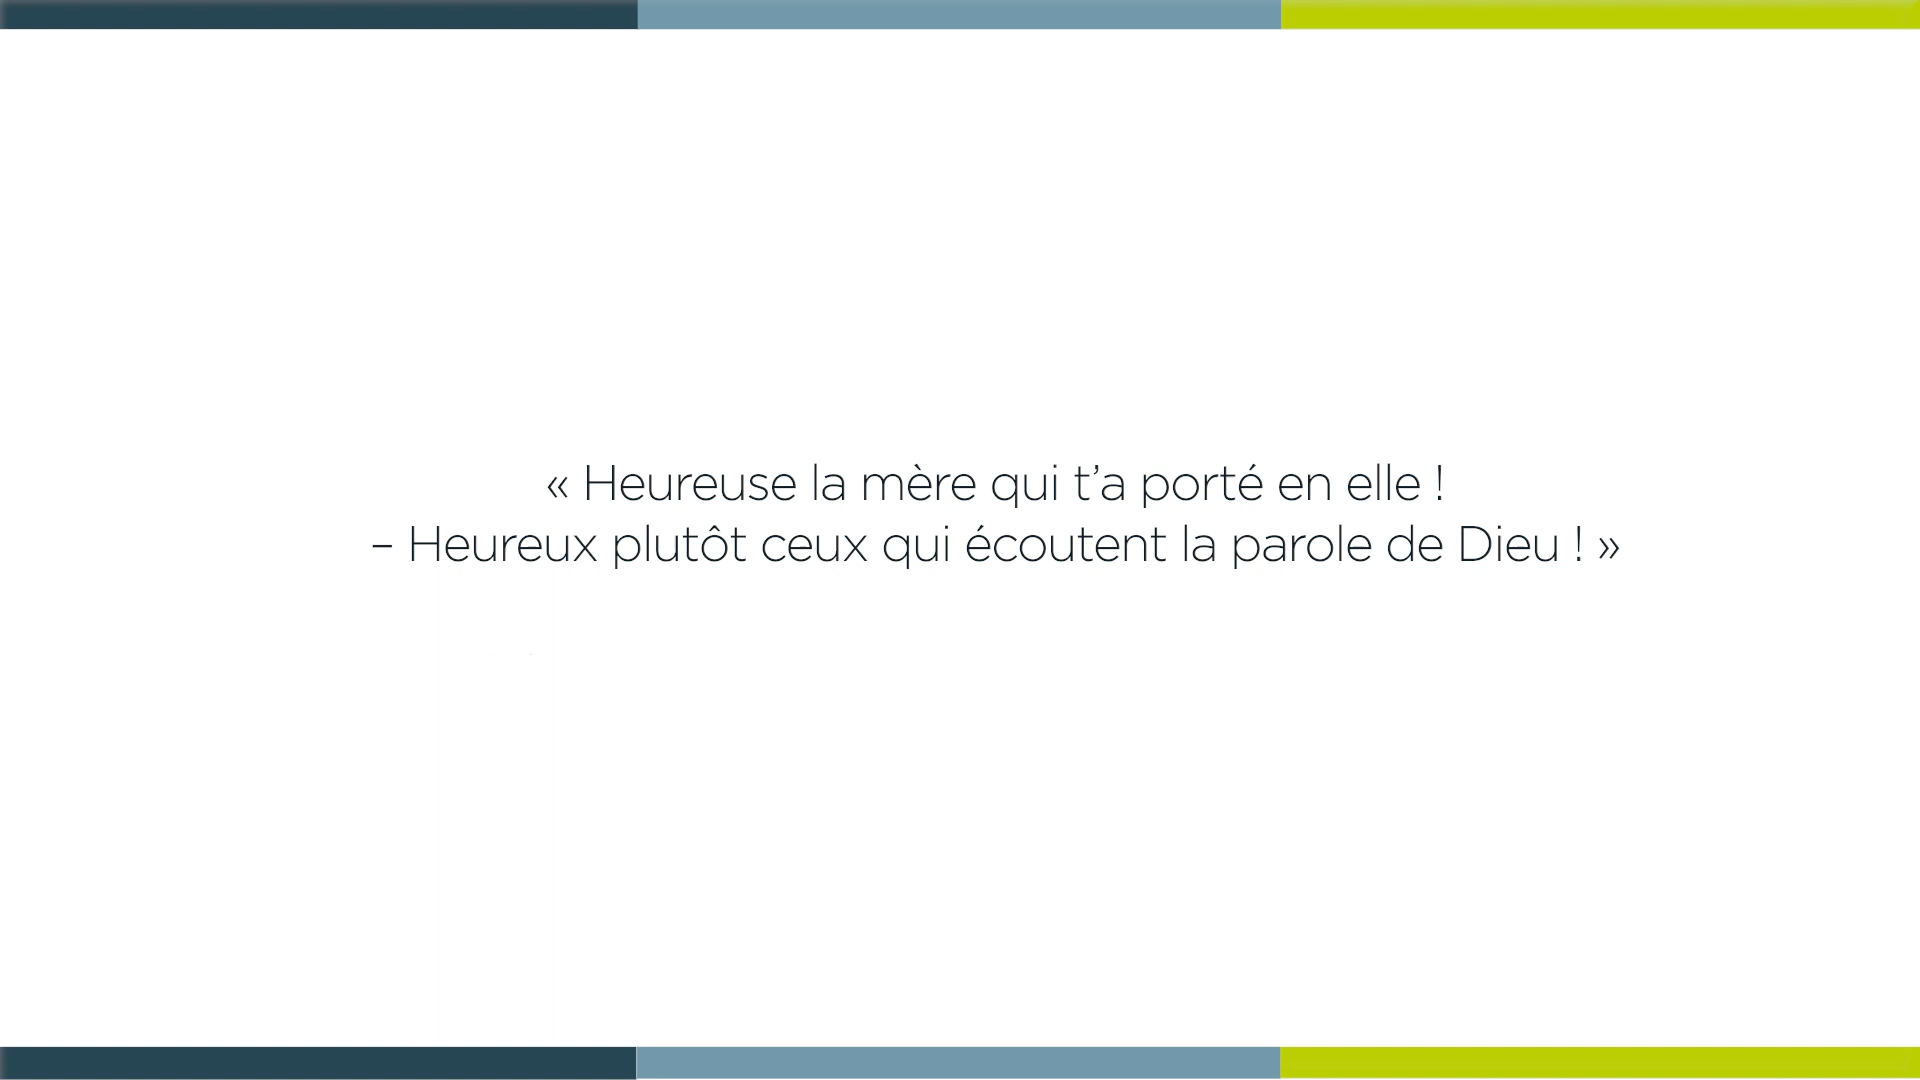 « Heureuse la mère qui t’a porté en elle !
– Heureux plutôt ceux qui écoutent la parole de Dieu ! »